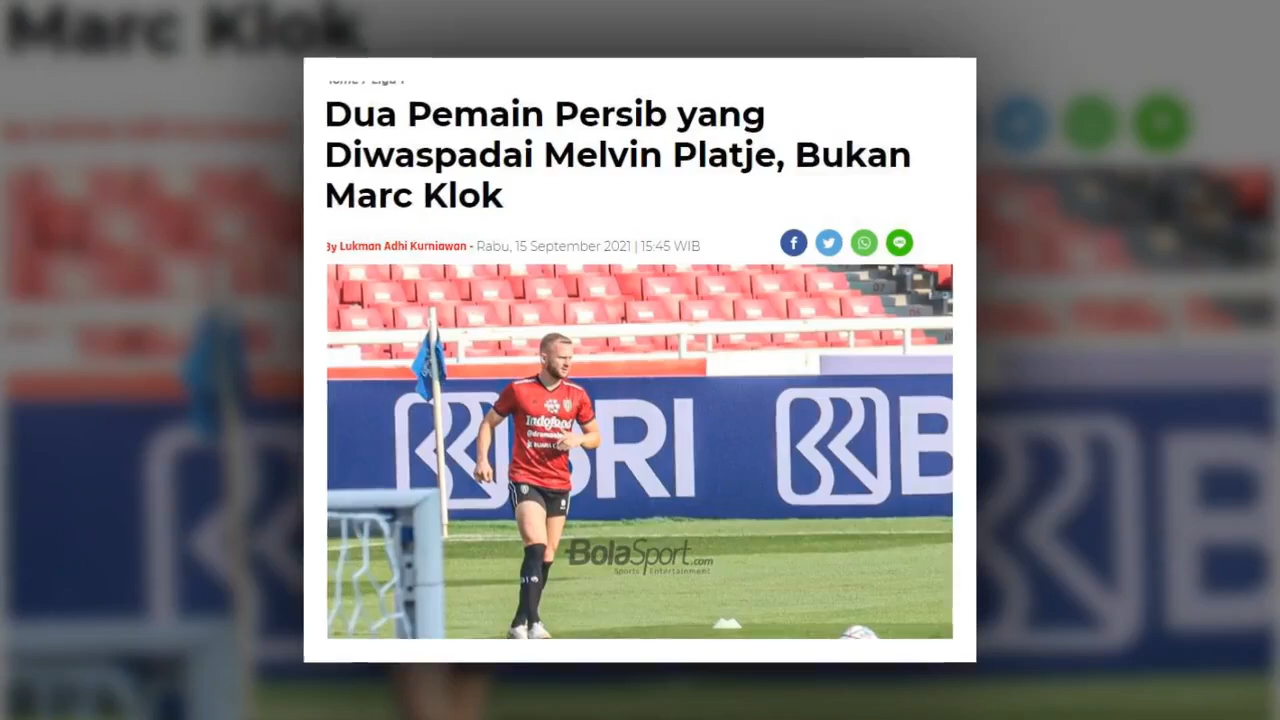 Marc Klok
Dua Pemain Persib yang
Diwaspadai Melvin Platje, Bukan
Marc Klok
By Lukman Adhi Kurniawan - Rabu, 15 September 2021 | 15:45 WIB
Indofood
BRI
B
BolaSport.com
Sports Entertainment